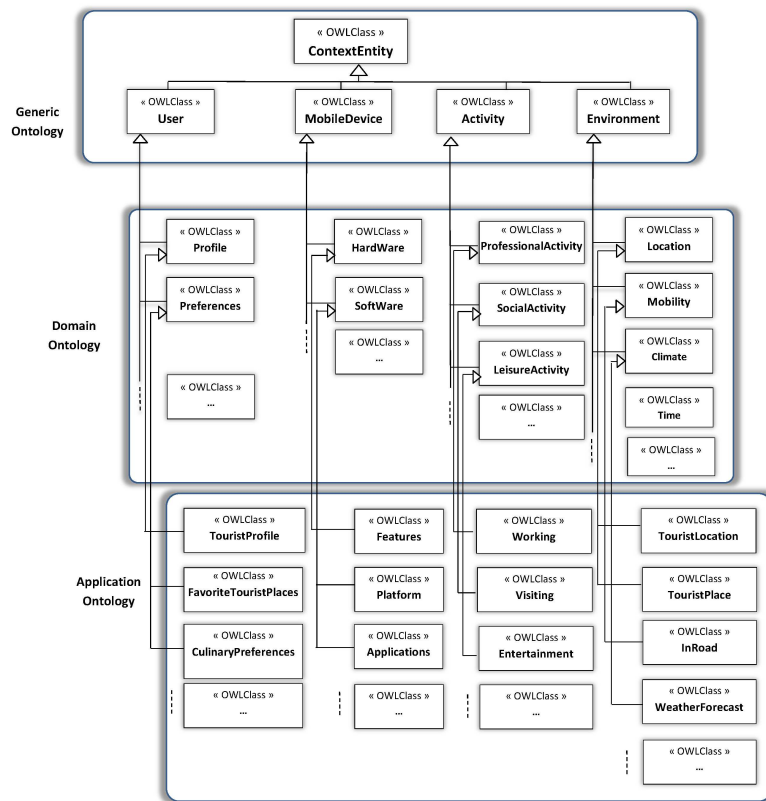 « OWLClass »
ContextEntity
Generic
Ontology
« OWLClass »
User
« OWLClass »
MobileDevice
« OWLClass »
Activity
« OWLClass »
Environment
Domain
Ontology
« OWLClass »
Profile
« OWLClass »
Preferences
« OWLClass »
...
« OWLClass »
HardWare
« OWLClass »
SoftWare
« OWLClass »
...
« OWLClass »
ProfessionalActivity
« OWLClass »
SocialActivity
« OWLClass »
LeisureActivity
« OWLClass »
...
« OWLClass »
Location
« OWLClass »
Mobility
« OWLClass »
Climate
« OWLClass »
Time
« OWLClass »
...
Application
Ontology
« OWLClass »
TouristProfile
« OWLClass »
FavoriteTouristPlaces
« OWLClass »
CulinaryPreferences
« OWLClass »
...
« OWLClass »
Features
« OWLClass »
Platform
« OWLClass »
Applications
« OWLClass »
...
« OWLClass »
Working
« OWLClass »
Visiting
« OWLClass »
Entertainment
« OWLClass »
...
« OWLClass »
TouristLocation
« OWLClass »
TouristPlace
« OWLClass »
InRoad
« OWLClass »
WeatherForecast
« OWLClass »
...